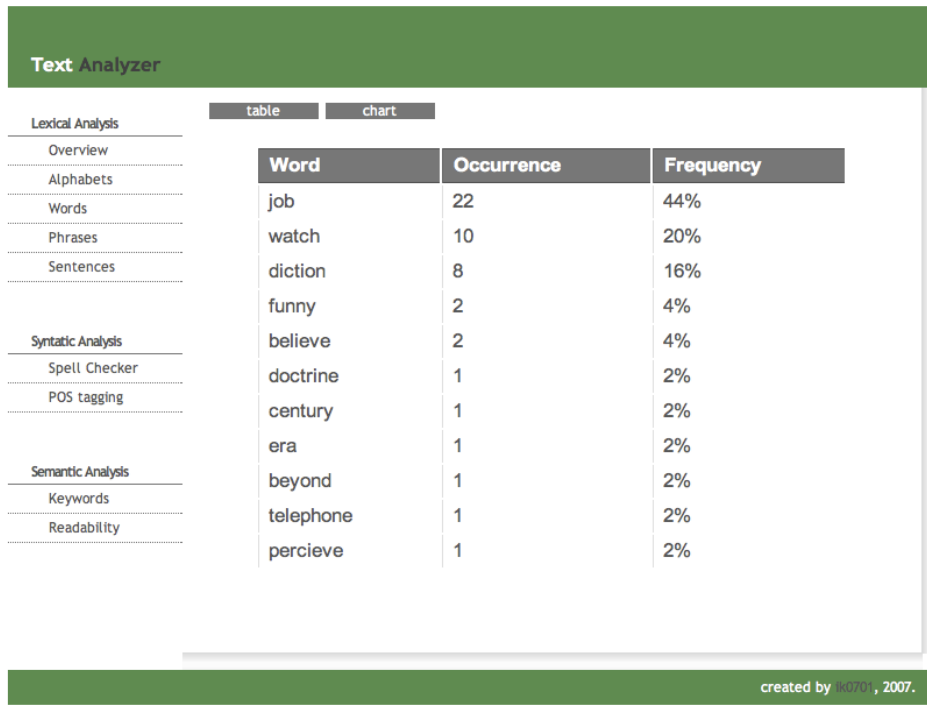 Text Analyzer
table chart
Lexical Analysis
Overview
Alphabets
Words
Phrases
Sentences
Syntatic Analysis
Spell Checker
POS tagging
Semantic Analysis
Keywords
Readability
Word Occurrence Frequency
job 22 44%
watch 10 20%
diction 8 16%
funny 2 4%
believe 2 4%
doctrine 1 2%
century 1 2%
era 1 2%
beyond 1 2%
telephone 1 2%
percieve 1 2%
created by lk0701, 2007.